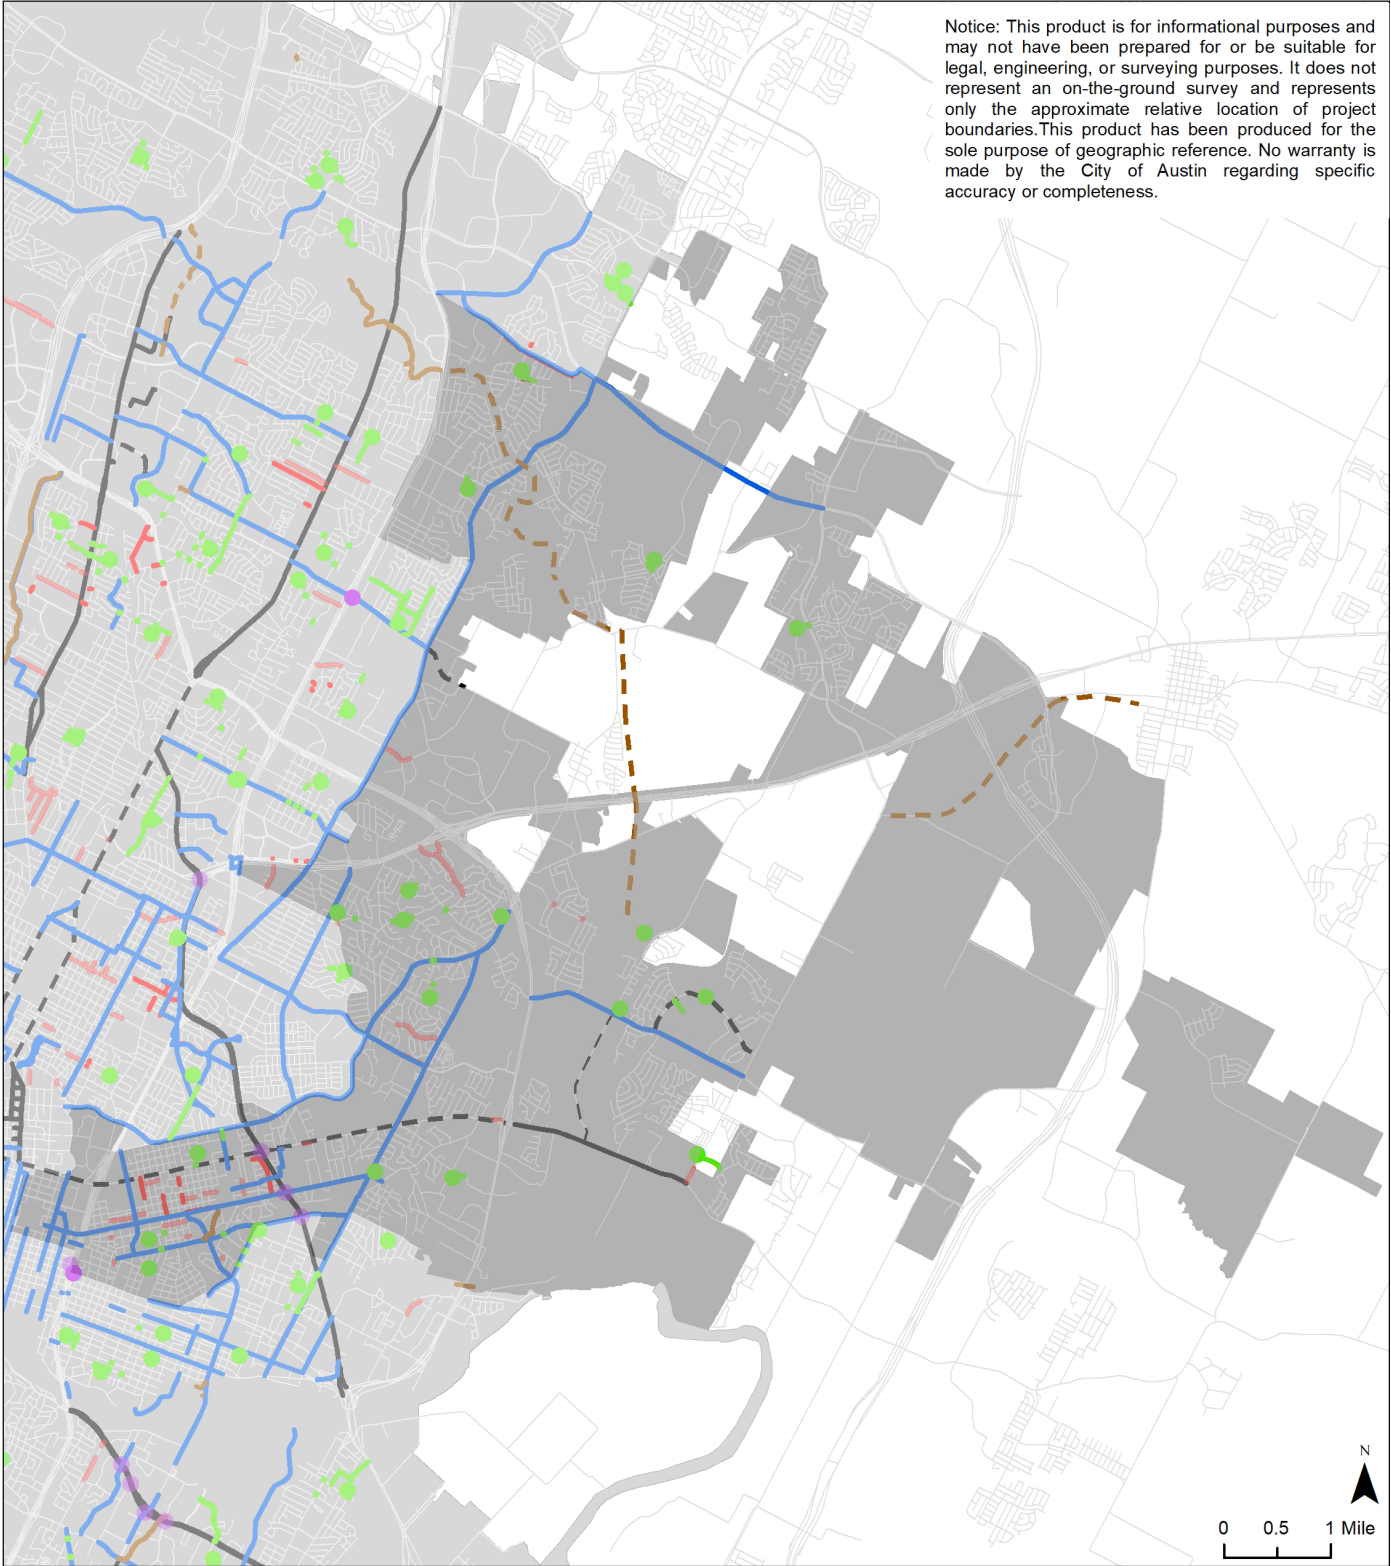 Notice: This product is for informational purposes and
may not have been prepared for or be suitable for
legal, engineering, or surveying purposes. It does not
represent an on-the-ground survey and represents
only the approximate relative location of project
boundaries.This product has been produced for the
sole purpose of geographic reference. No warranty is
made by the City of Austin regarding specific
accuracy or completeness.
N
0 0.5 1 Mile